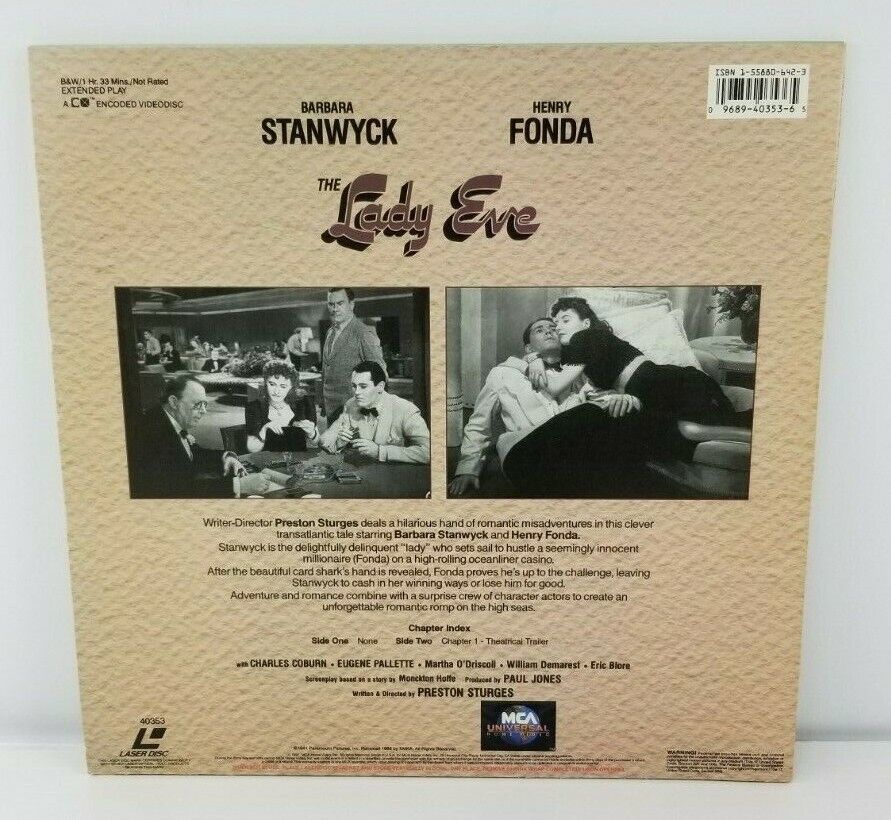 B&W/1 Hr. 33 Mins./Not Rated
EXTENDED PLAY
A CX™ ENCODED VIDEODISC
ISBN 1-55880-642-3
0 9689-40353-6 5
BARBARA
STANWYCK
HENRY
FONDA
THE Lady Eve
Writer-Director Preston Sturges deals a hilarious hand of romantic misadventures in this clever
transatlantic tale starring Barbara Stanwyck and Henry Fonda.
Stanwyck is the delightfully delinquent "lady" who sets sail to hustle a seemingly innocent
millionaire (Fonda) on a high-rolling oceanliner casino.
After the beautiful card shark's hand is revealed, Fonda proves he's up to the challenge, leaving
Stanwyck to cash in her winning ways or lose him for good.
Adventure and romance combine with a surprise crew of character actors to create an
unforgettable romantic romp on the high seas.
Chapter Index
Side One None Side Two Chapter 1 - Theatrical Trailer
with CHARLES COBURN • EUGENE PALLETTE • Martha O'Driscoll • William Demarest • Eric Blore
Screenplay based on a story by Monckton Hoffe Produced by PAUL JONES
Written & Directed by PRESTON STURGES
MCA
UNIVERSAL
HOME VIDEO
40353
LASER DISC
WARNING!